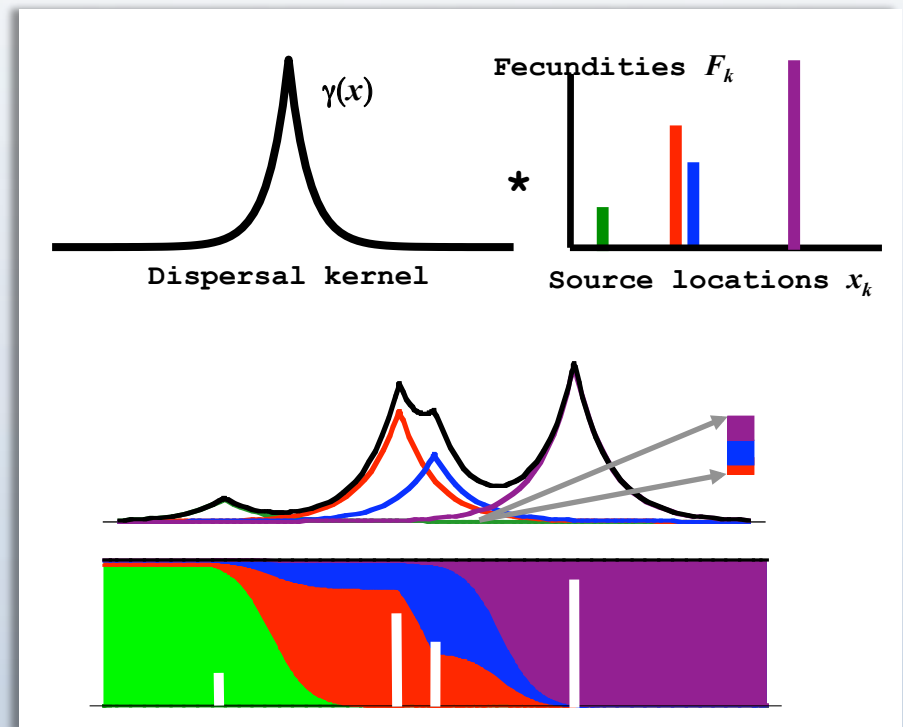 Fecundities F_k
γ(x)
*
Dispersal kernel
Source locations x_k